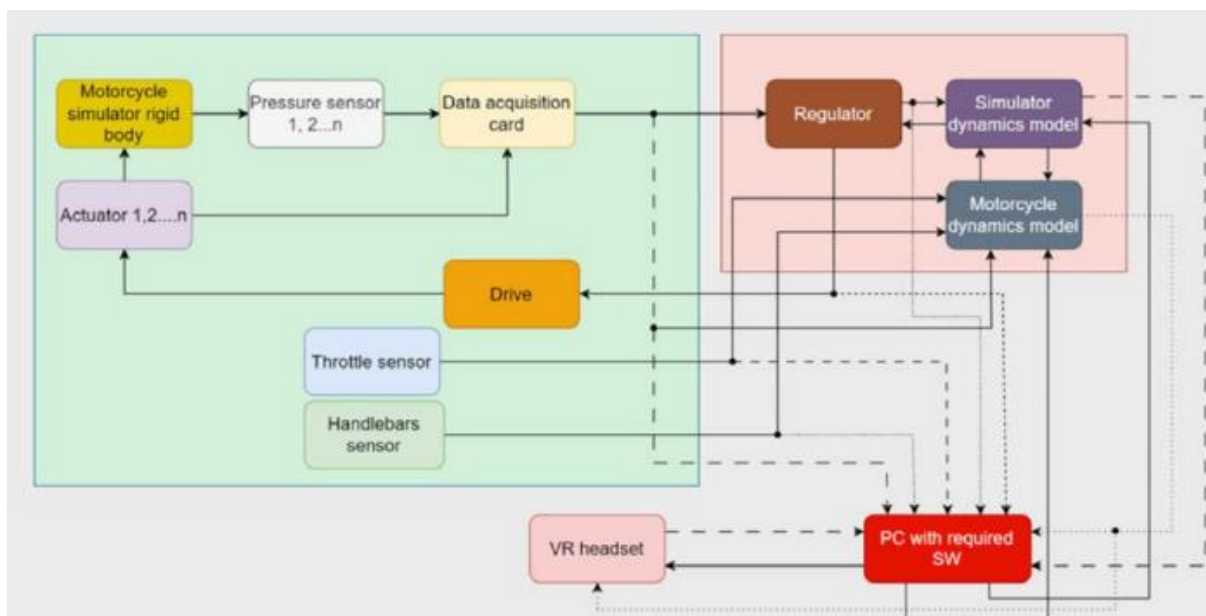 Motorcycle
simulator rigid
body
Pressure sensor
1, 2...n
Data acquisition
card
Regulator
Simulator
dynamics model
Actuator 1,2....n
Motorcycle
dynamics model
Drive
Throttle sensor
Handlebars
sensor
VR headset
PC with required
SW